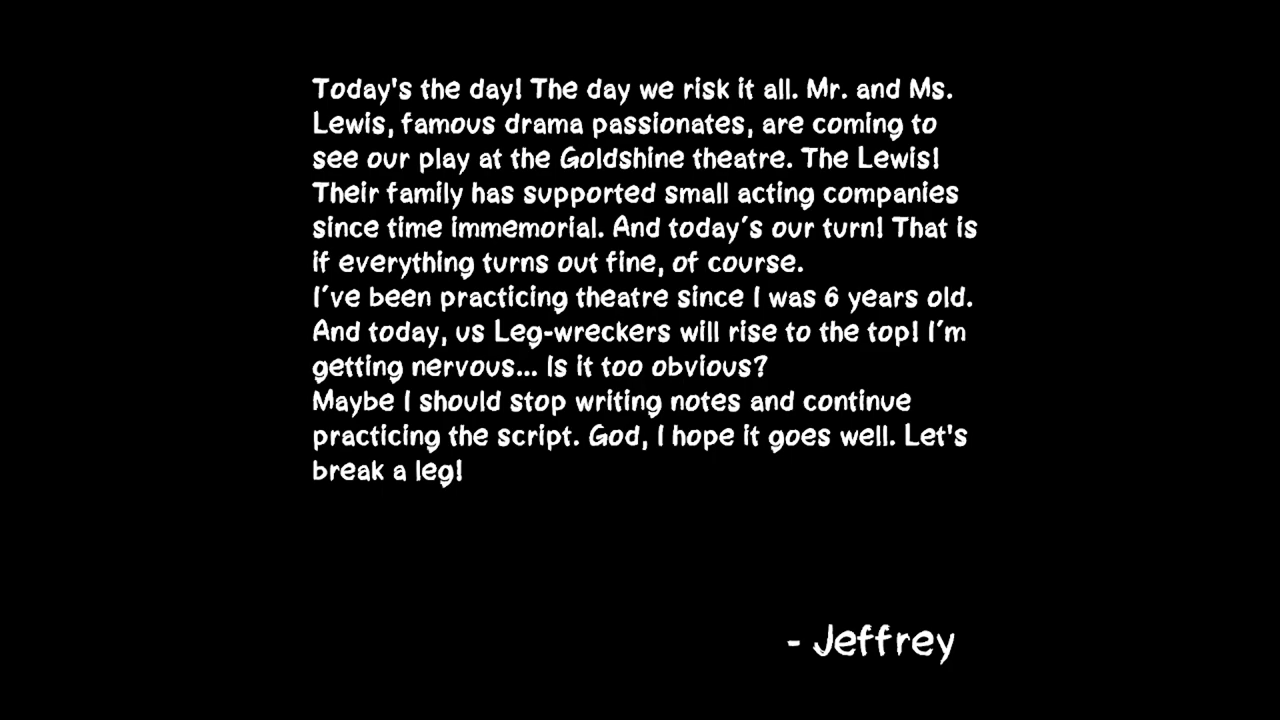 Today's the day! The day we risk it all. Mr. and Ms.
Lewis, famous drama passionates, are coming to
see our play at the Goldshine theatre. The Lewis!
Their family has supported small acting companies
since time immemorial. And today´s our turn! That is
if everything turns out fine, of course.
I´ve been practicing theatre since I was 6 years old.
And today, us Leg-wreckers will rise to the top! I´m
getting nervous... Is it too obvious?
Maybe I should stop writing notes and continue
practicing the script. God, I hope it goes well. Let's
break a leg!
- Jeffrey